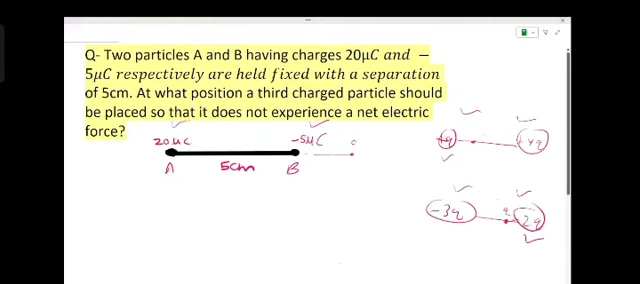 Q- Two particles A and B having charges 20μC and −
5μC respectively are held fixed with a separation
of 5cm. At what position a third charged particle should
be placed so that it does not experience a net electric
force?
20μC
-5μC
A
5cm
B
+q
+4q
-3q
q
-2q